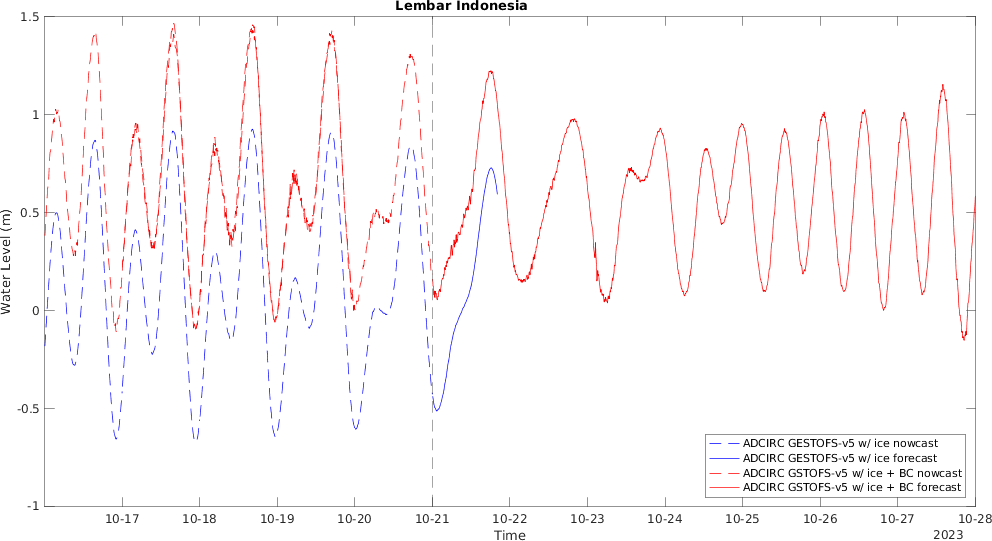 Lembar Indonesia
1.5
1
0.5
0
-0.5
-1
Water Level (m)
ADCIRC GESTOFS-v5 w/ ice nowcast
ADCIRC GESTOFS-v5 w/ ice forecast
ADCIRC GSTOFS-v5 w/ ice + BC nowcast
ADCIRC GSTOFS-v5 w/ ice + BC forecast
10-17 10-18 10-19 10-20 10-21 10-22 10-23 10-24 10-25 10-26 10-27 10-28
Time
2023